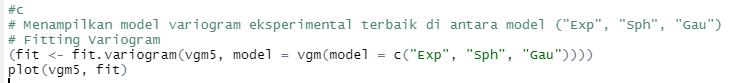 #c
# Menampilkan model variogram eksperimental terbaik di antara model ("Exp", "Sph", "Gau")
# Fitting Variogram
(fit <- fit.variogram(vgm5, model = vgm(model = c("Exp", "Sph", "Gau"))))
plot(vgm5, fit)